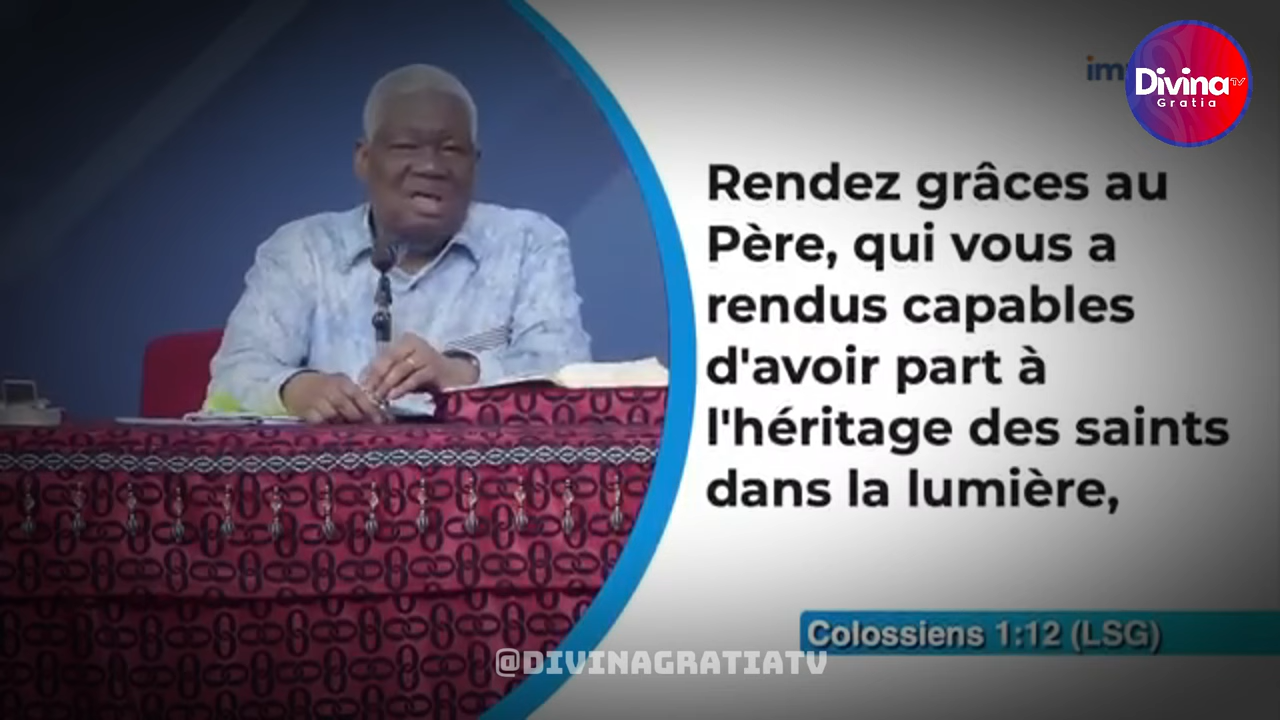 Divina TV
Gratia
Rendez grâces au
Père, qui vous a
rendus capables
d'avoir part à
l'héritage des saints
dans la lumière,
Colossiens 1:12 (LSG)
@DIVINAGRATIATV